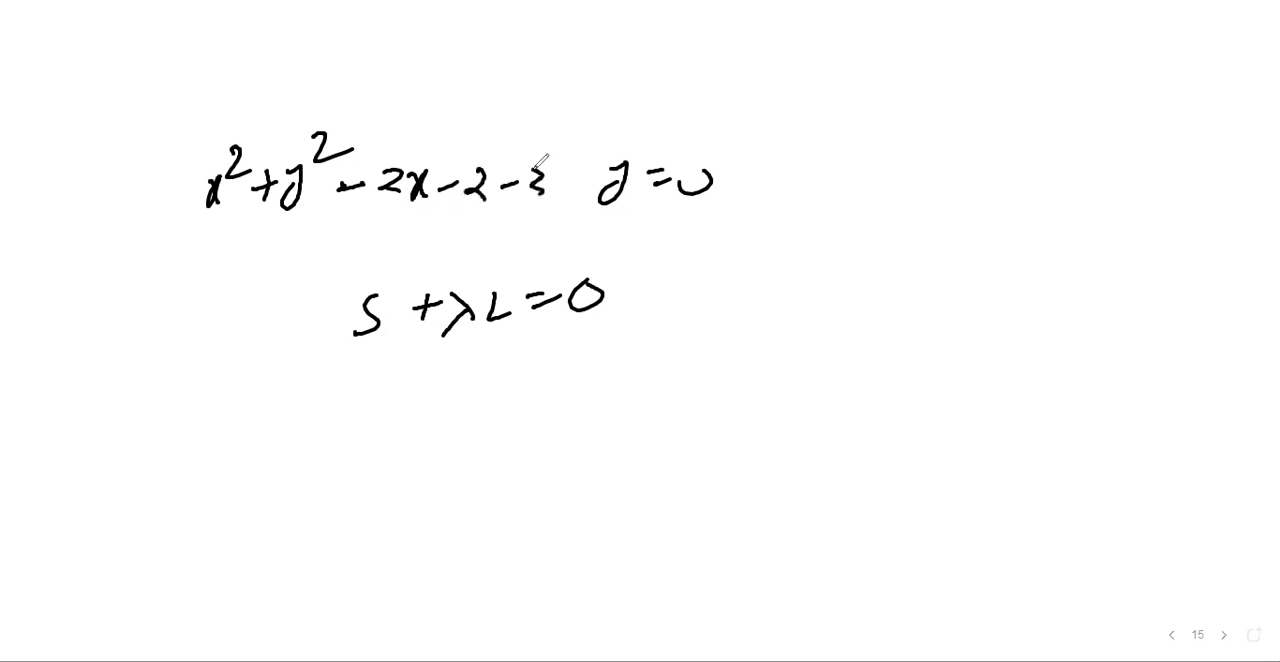 x² + y² - 2x - 2 - 3 y = 0
S + λL = 0
15